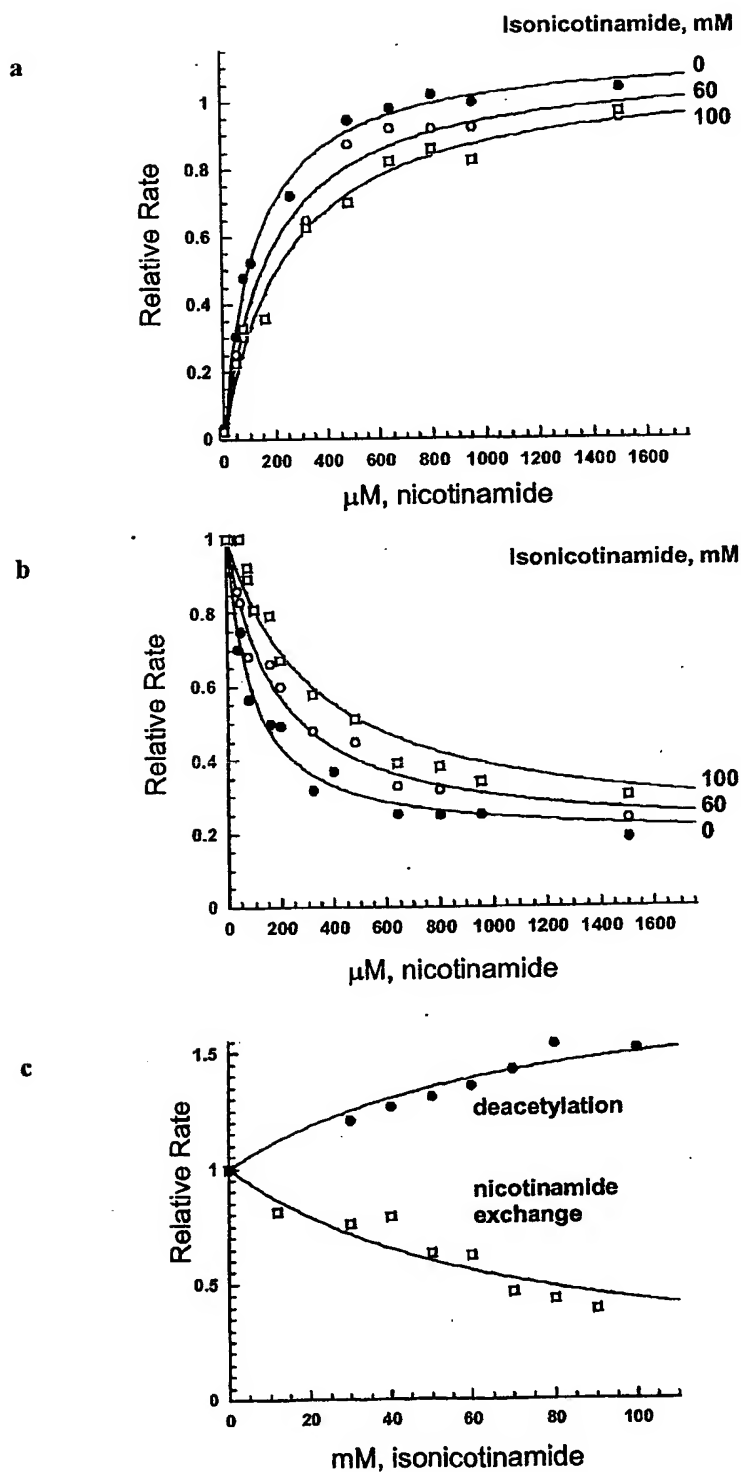 Isonicotinamide, mM
a
0
60
100
1
0.8
0.6
0.4
0.2
0
Relative Rate
0 200 400 600 800 1000 1200 1400 1600
µM, nicotinamide
b
Isonicotinamide, mM
1
0.8
0.6
0.4
0.2
0
Relative Rate
100
60
0
0 200 400 600 800 1000 1200 1400 1600
µM, nicotinamide
c
1.5
1
0.5
0
Relative Rate
deacetylation
nicotinamide
exchange
0 20 40 60 80 100
mM, isonicotinamide